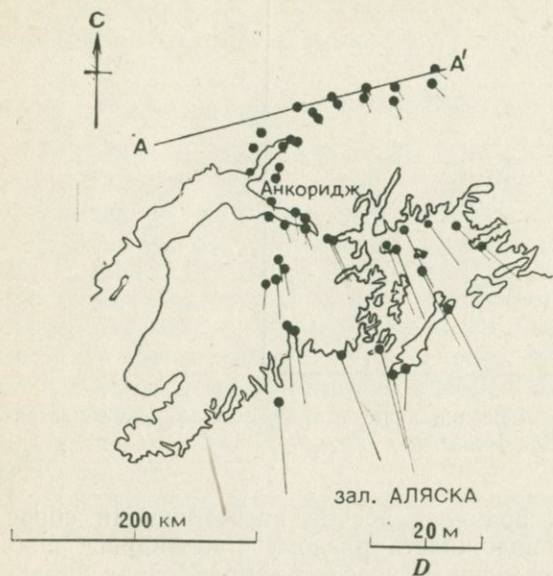 С
А
А'
Анкоридж
зал. АЛЯСКА
200 км
20 м
D